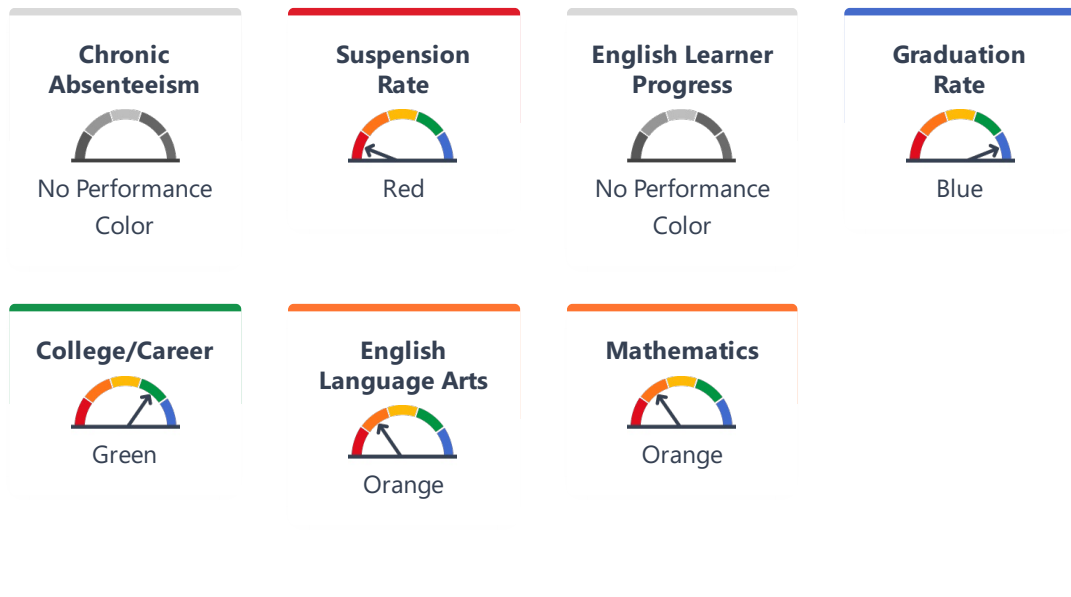 Chronic
Absenteeism
No Performance
Color
Suspension
Rate
Red
English Learner
Progress
No Performance
Color
Graduation
Rate
Blue
College/Career
Green
English
Language Arts
Orange
Mathematics
Orange